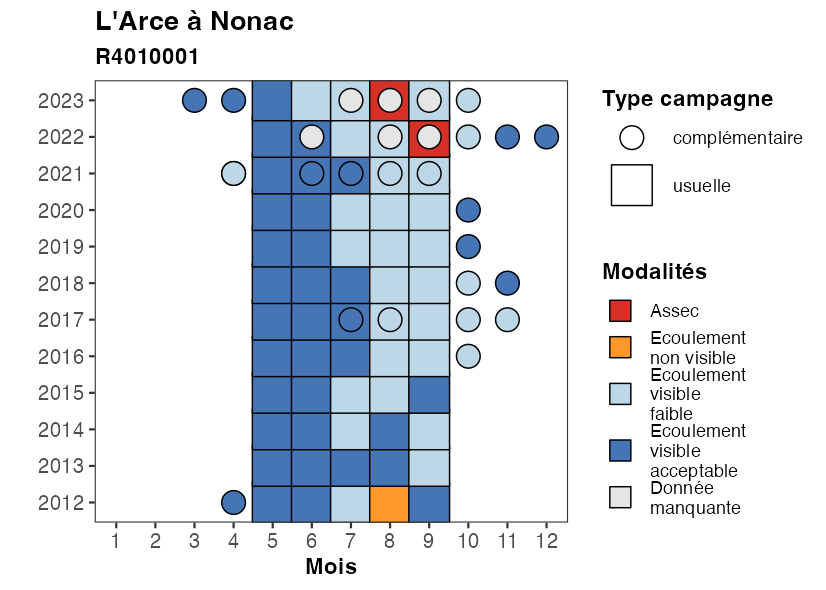 L'Arce à Nonac
R4010001
2023
2022
2021
2020
2019
2018
2017
2016
2015
2014
2013
2012
1 2 3 4 5 6 7 8 9 10 11 12
Mois
Type campagne
complémentaire
usuelle
Modalités
Assec
Ecoulement
non visible
Ecoulement
visible
faible
Ecoulement
visible
acceptable
Donnée
manquante